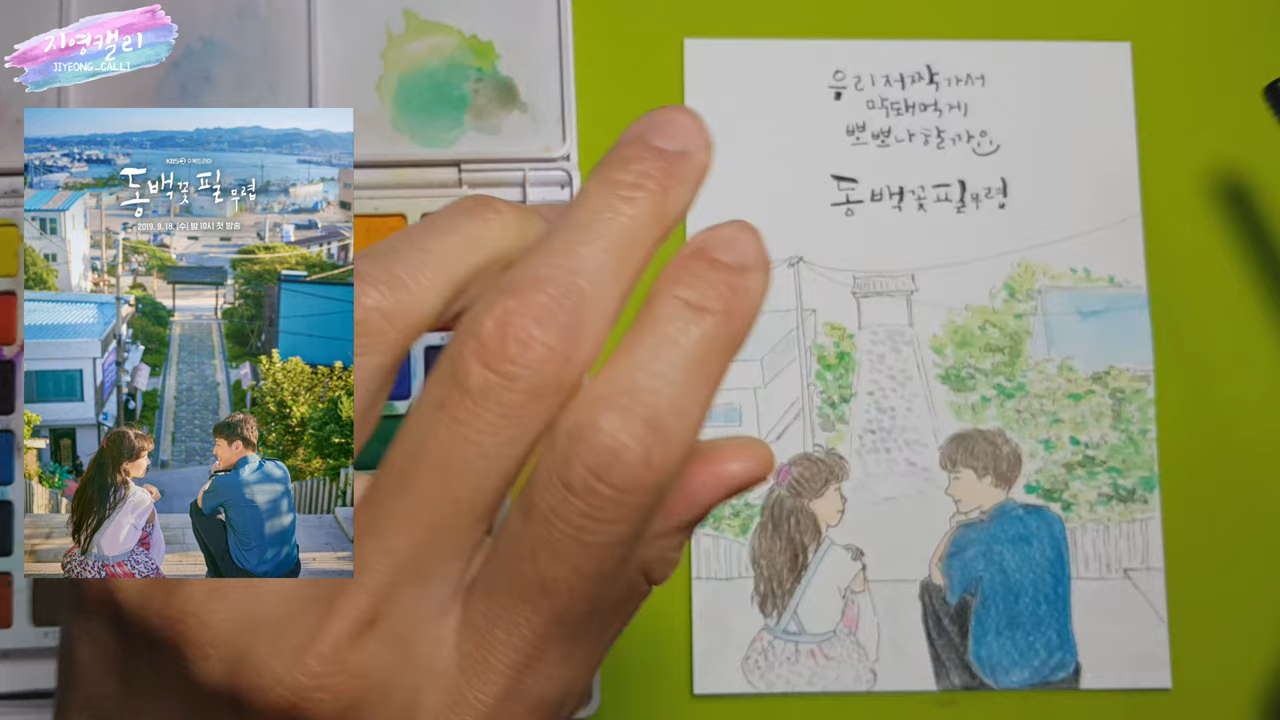 지영캘리
JIYEONG_CALLI
KBS2 수목드라마
동백꽃 필 무렵
2019. 9. 18. (수) 밤 10시 첫 방송
우리저짝가서
막돼먹게
뽀뽀나할까요
동백꽃필무렵